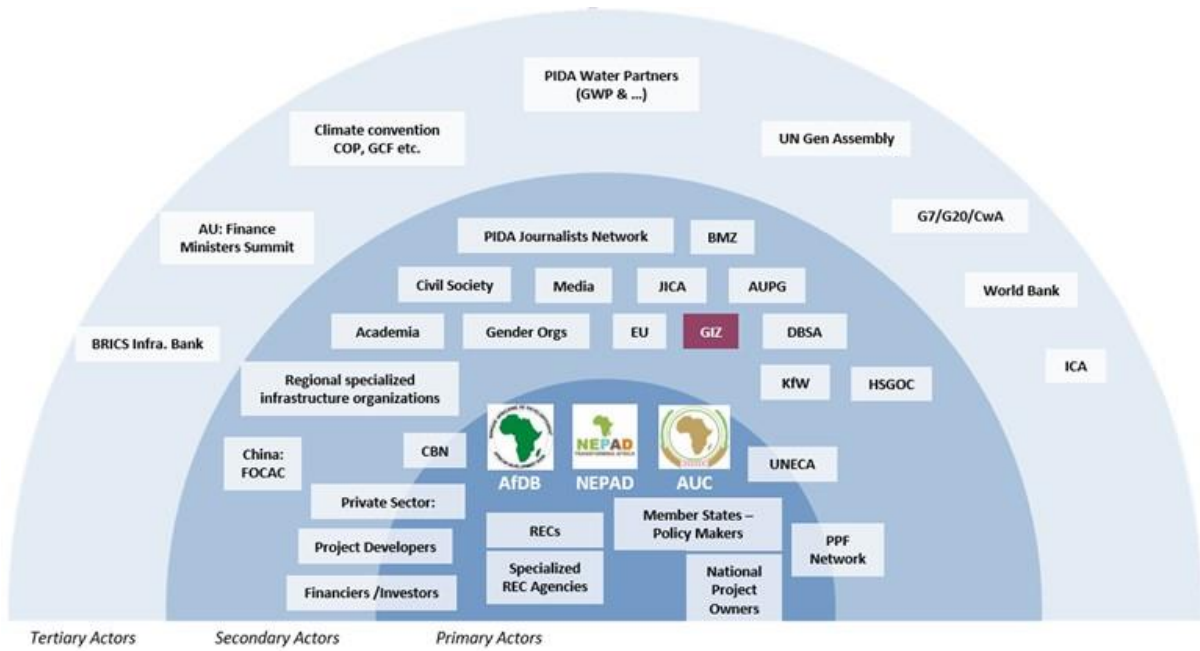 PIDA Water Partners
(GWP & ...)
Climate convention
COP, GCF etc.
UN Gen Assembly
AU: Finance
Ministers Summit
G7/G20/CwA
PIDA Journalists Network
BMZ
Civil Society
Media
JICA
AUPG
World Bank
BRICS Infra. Bank
Academia
Gender Orgs
EU
GIZ
DBSA
ICA
Regional specialized
infrastructure organizations
KfW
HSGOC
China:
FOCAC
CBN
NEPAD
TRANSFORMING AFRICA
UNECA
AfDB
NEPAD
AUC
Private Sector:
RECs
Member States –
Policy Makers
Project Developers
PPF
Network
Specialized
REC Agencies
National
Project
Owners
Financiers /Investors
Tertiary Actors
Secondary Actors
Primary Actors